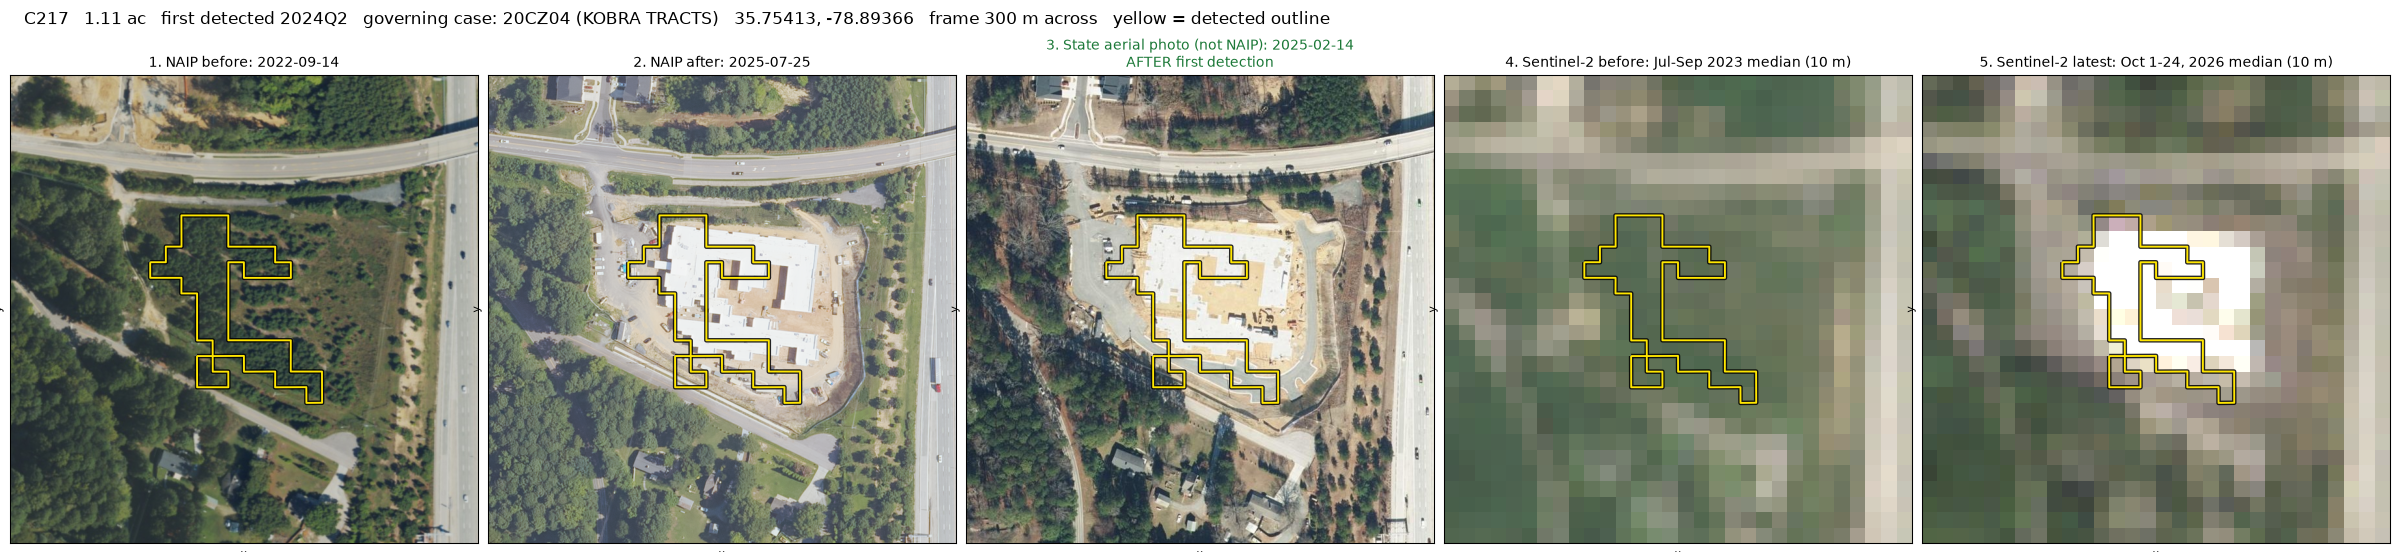 C217   1.11 ac   first detected 2024Q2   governing case: 20CZ04 (KOBRA TRACTS)   35.75413, -78.89366   frame 300 m across   yellow = detected outline
1. NAIP before: 2022-09-14
2. NAIP after: 2025-07-25
3. State aerial photo (not NAIP): 2025-02-14
AFTER first detection
4. Sentinel-2 before: Jul-Sep 2023 median (10 m)
5. Sentinel-2 latest: Oct 1-24, 2026 median (10 m)